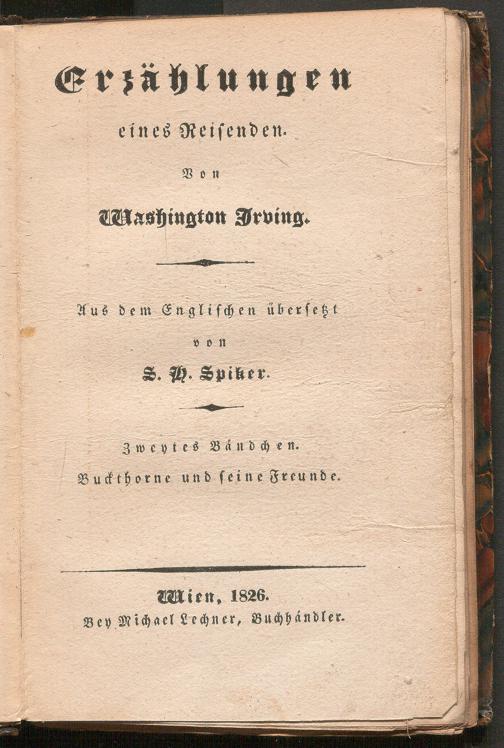 Erzählungen
eines Reisenden.
Von
Washington Irving.
Aus dem Englischen übersetzt
von
S. H. Spiker.
Zweytes Bändchen.
Buckthorne und seine Freunde.
Wien, 1826.
Bey Michael Lechner, Buchhändler.